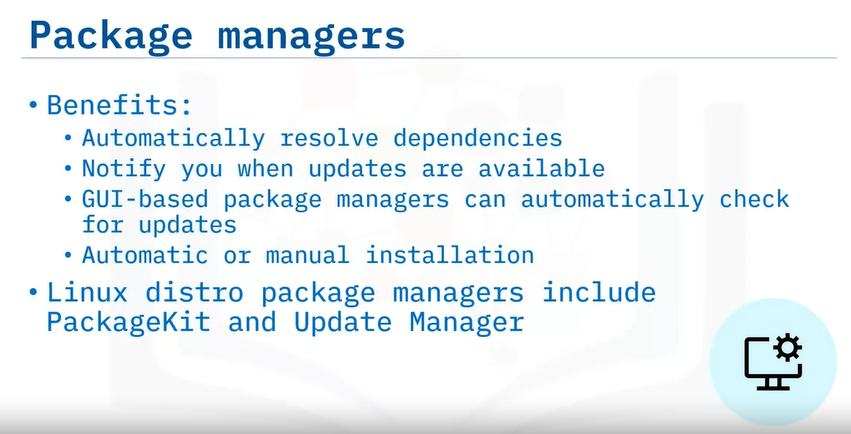 Package managers
• Benefits:
• Automatically resolve dependencies
• Notify you when updates are available
• GUI-based package managers can automatically check
for updates
• Automatic or manual installation
• Linux distro package managers include
PackageKit and Update Manager